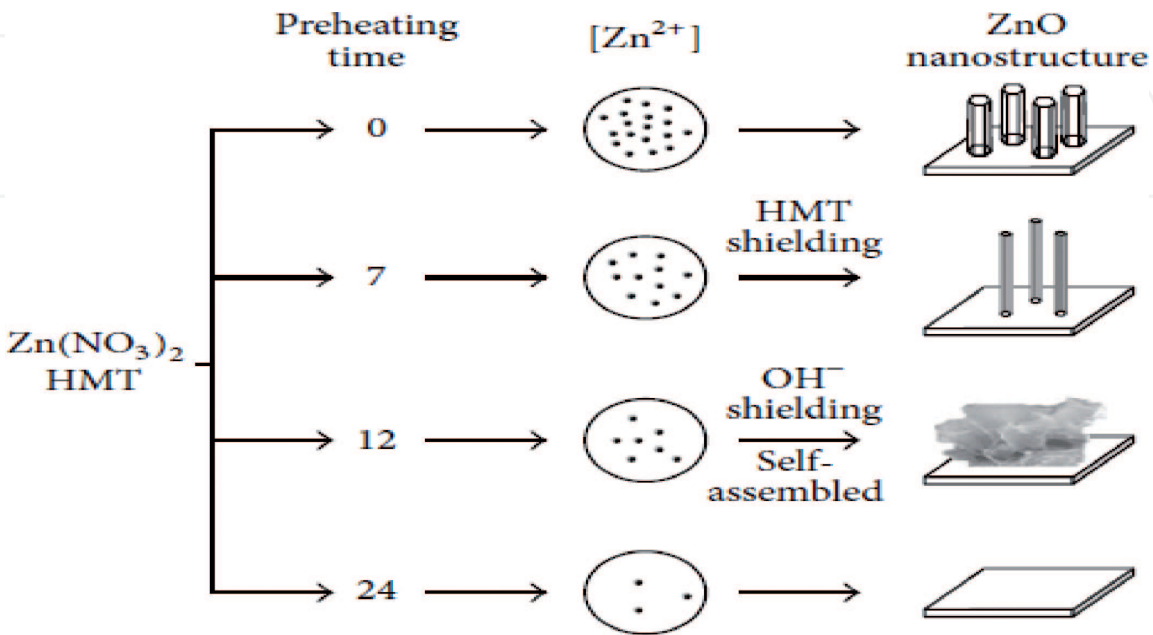 Preheating
time
[Zn²⁺]
ZnO
nanostructure
0
HMT
shielding
7
Zn(NO₃)₂
HMT
OH⁻
shielding
12
Self-
assembled
24